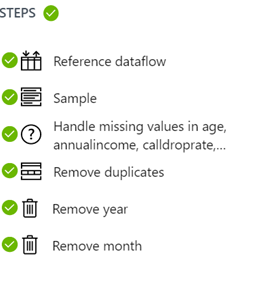 STEPS
Reference dataflow
Sample
Handle missing values in age,
annualincome, calldroprate,...
Remove duplicates
Remove year
Remove month